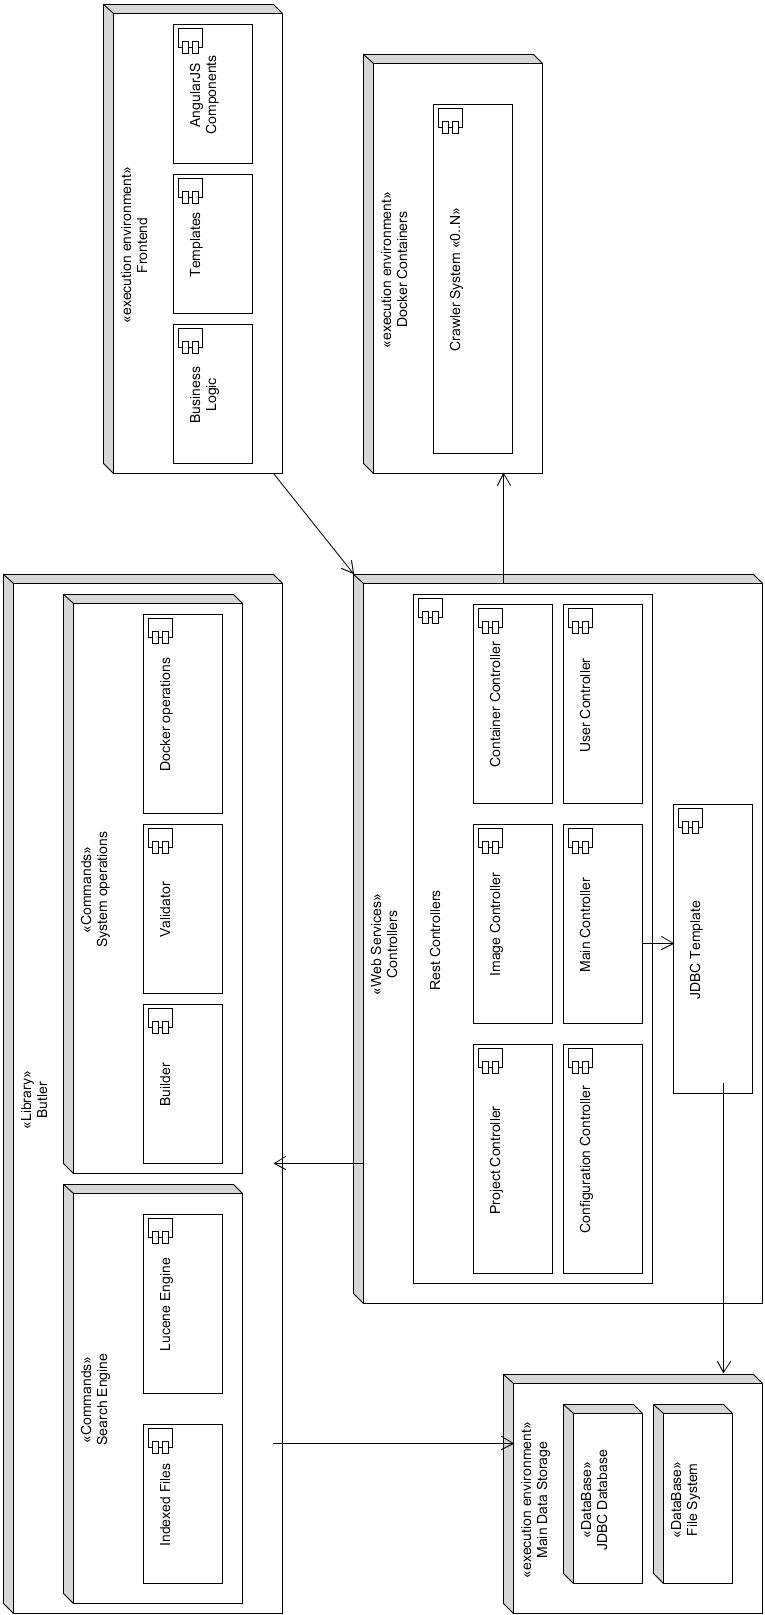 «Library»
Butler
«Commands»
Search Engine
Indexed Files
Lucene Engine
«Commands»
System operations
Builder
Validator
Docker operations
«execution environment»
Frontend
Business
Logic
Templates
AngularJS
Components
«execution environment»
Main Data Storage
«DataBase»
JDBC Database
«DataBase»
File System
«Web Services»
Controllers
Rest Controllers
Project Controller
Image Controller
Container Controller
Configuration Controller
Main Controller
User Controller
JDBC Template
«execution environment»
Docker Containers
Crawler System «0..N»